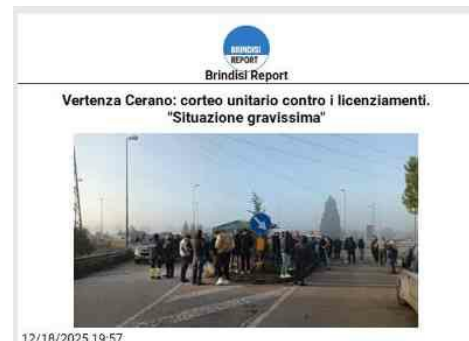 BRINDISI
REPORT
Brindisi Report
Vertenza Cerano: corteo unitario contro i licenziamenti.
"Situazione gravissima"
12/18/2025 19:57